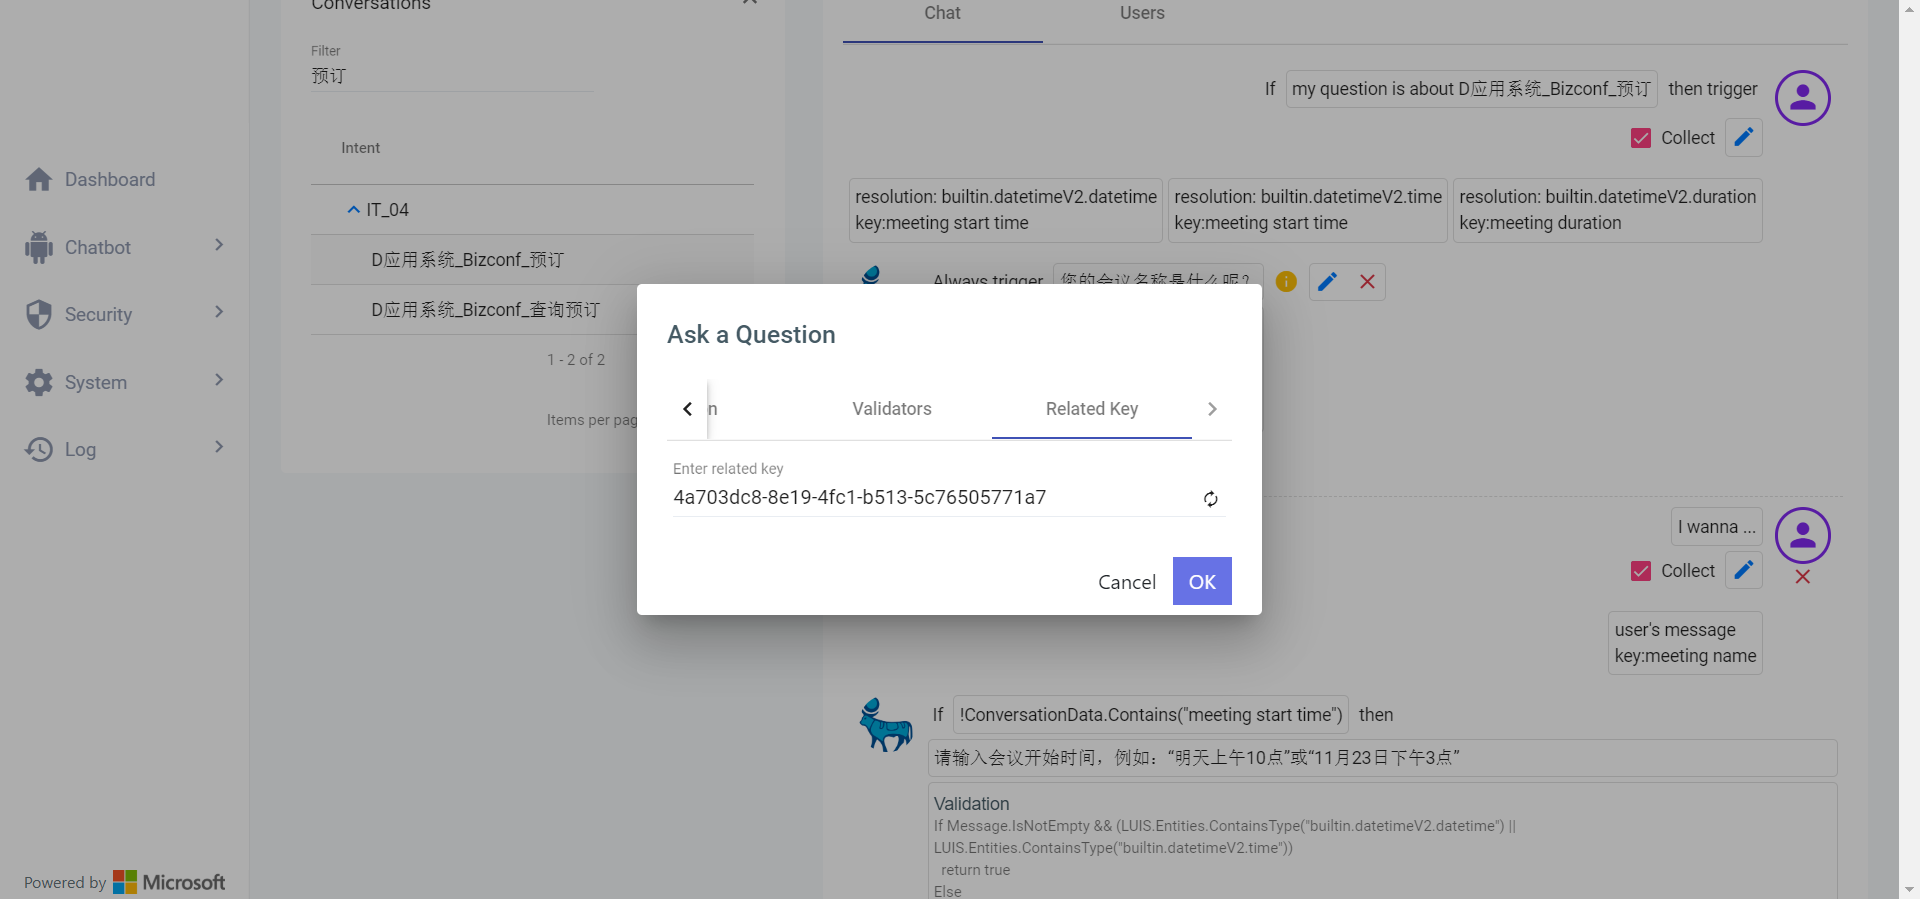 Conversations
Filter
预订
Intent
IT_04
D应用系统_Bizconf_预订
D应用系统_Bizconf_查询预订
1 - 2 of 2
Items per pag
Dashboard
Chatbot
Security
System
Log
Powered by Microsoft
Chat
Users
If my question is about D应用系统_Bizconf_预订 then trigger
Collect
resolution: builtin.datetimeV2.datetime
key:meeting start time
resolution: builtin.datetimeV2.time
key:meeting start time
resolution: builtin.datetimeV2.duration
key:meeting duration
Always trigger 您的会议名称是什么呢?
Ask a Question
n
Validators
Related Key
Enter related key
4a703dc8-8e19-4fc1-b513-5c76505771a7
Cancel
OK
I wanna ...
Collect
user's message
key:meeting name
If !ConversationData.Contains("meeting start time") then
请输入会议开始时间，例如：“明天上午10点”或“11月23日下午3点”
Validation
If Message.IsNotEmpty && (LUIS.Entities.ContainsType("builtin.datetimeV2.datetime") ||
LUIS.Entities.ContainsType("builtin.datetimeV2.time"))
return true
Else